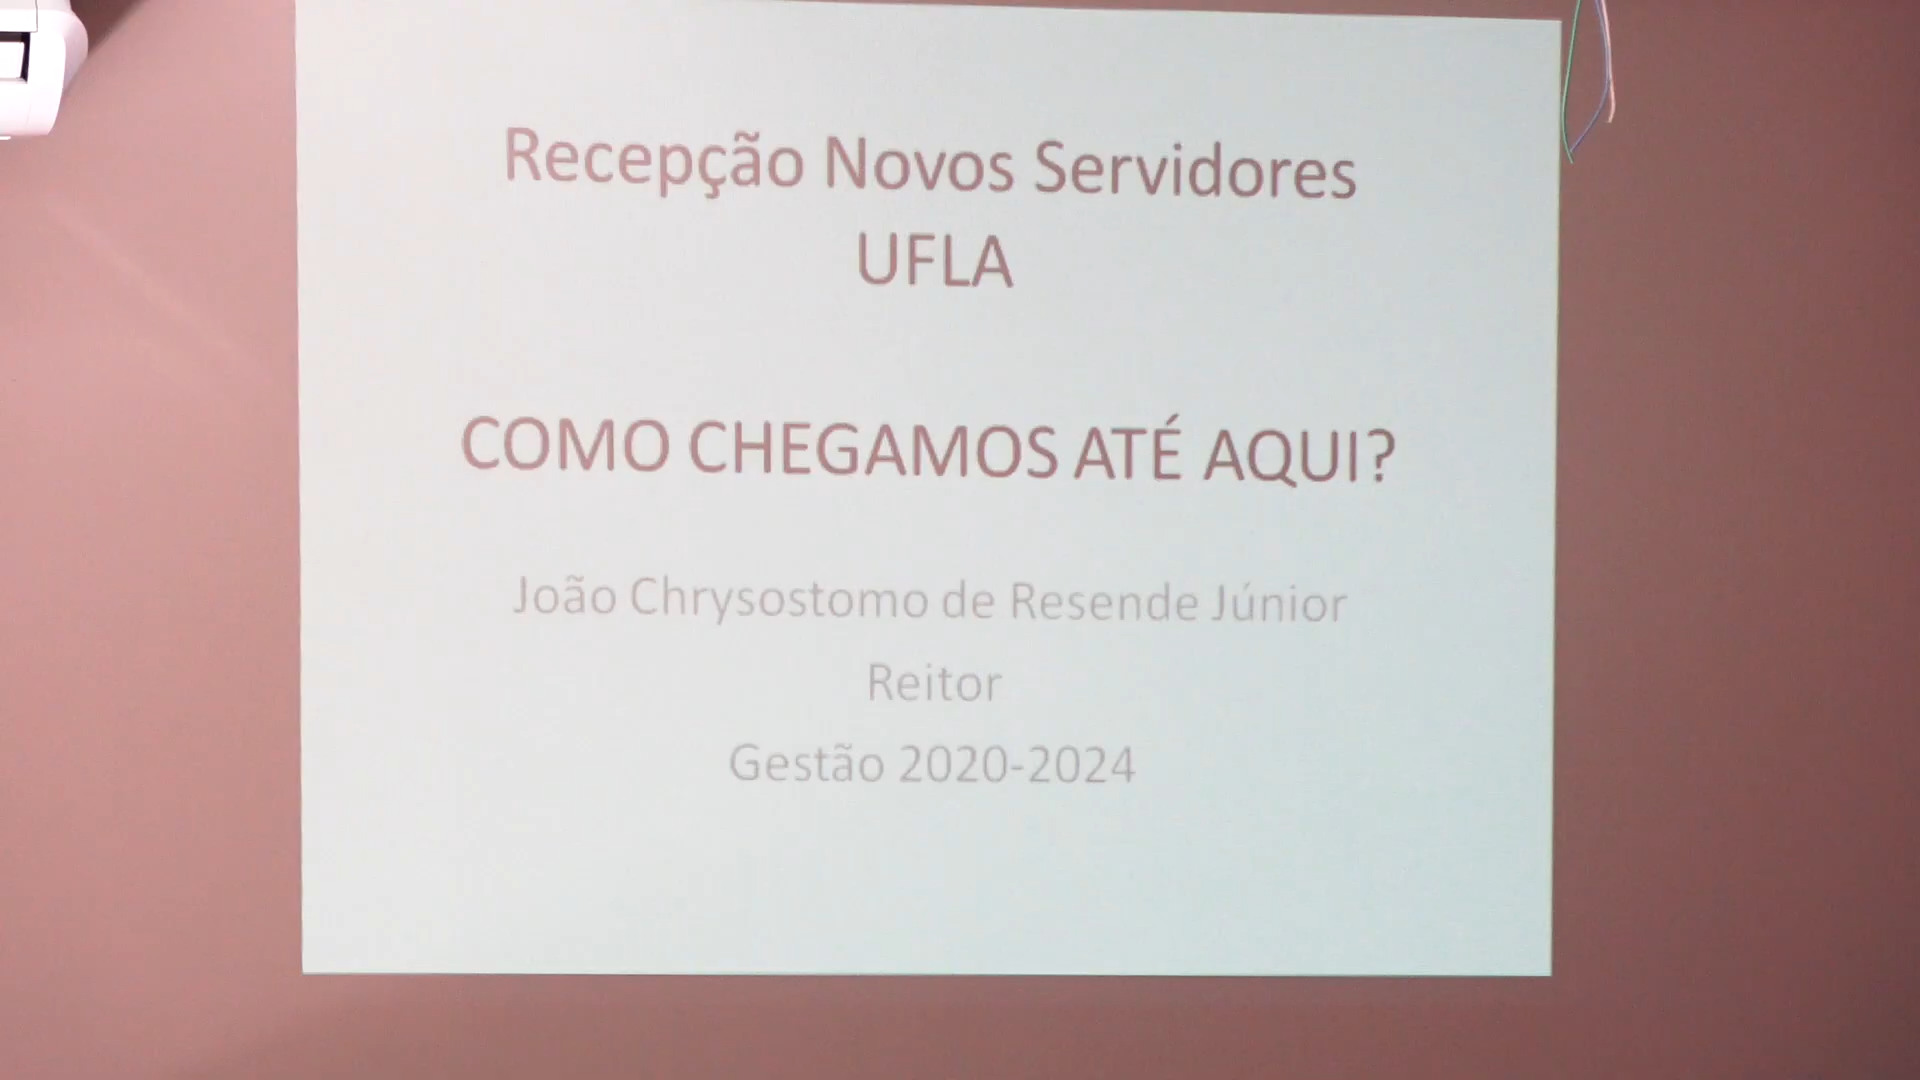 Recepção Novos Servidores
UFLA
COMO CHEGAMOS ATÉ AQUI?
João Chrysostomo de Resende Júnior
Reitor
Gestão 2020-2024